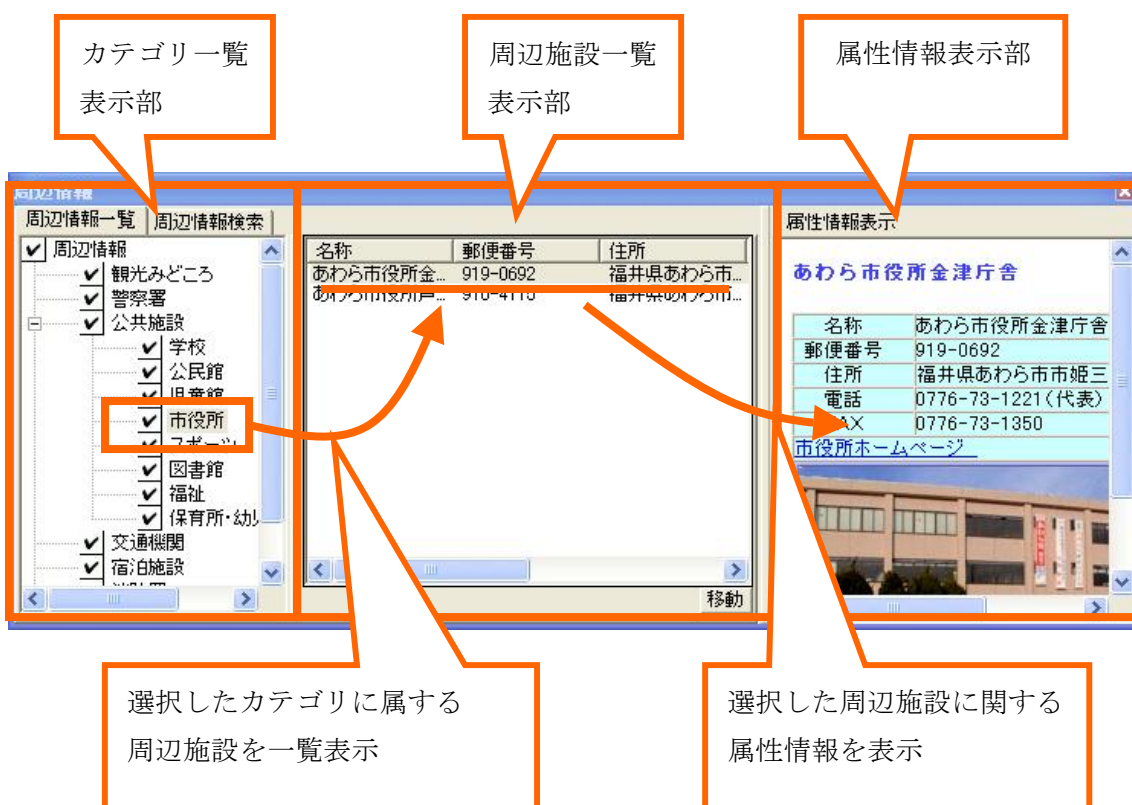 カテゴリ一覧
表示部
周辺施設一覧
表示部
属性情報表示部
周辺情報
周辺情報一覧
周辺情報検索
周辺情報
観光みどころ
警察署
公共施設
学校
公民館
児童館
市役所
スポーツ
図書館
福祉
保育所・幼
交通機関
宿泊施設
名称 郵便番号 住所
あわら市役所金... 919-0692 福井県あわら市...
移動
属性情報表示
あわら市役所金津庁舎
名称 あわら市役所金津庁舎
郵便番号 919-0692
住所 福井県あわら市市姫三
電話 0776-73-1221(代表)
0776-73-1350
市役所ホームページ
選択したカテゴリに属する
周辺施設を一覧表示
選択した周辺施設に関する
属性情報を表示